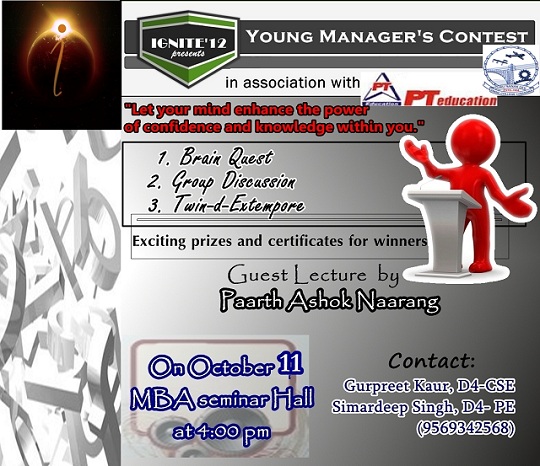 IGNITE'12
presents
YOUNG MANAGER'S CONTEST
in association with
PT
education
PTeducation
"Let your mind enhance the power
of confidence and knowledge within you."
1. Brain Quest
2. Group Discussion
3. Twin-d-Extempore
Exciting prizes and certificates for winners
Guest Lecture by
Paarth Ashok Naarang
On October 11
MBA seminar Hall
at 4:00 pm
Contact:
Gurpreet Kaur, D4-CSE
Simardeep Singh, D4- PE
(9569342568)